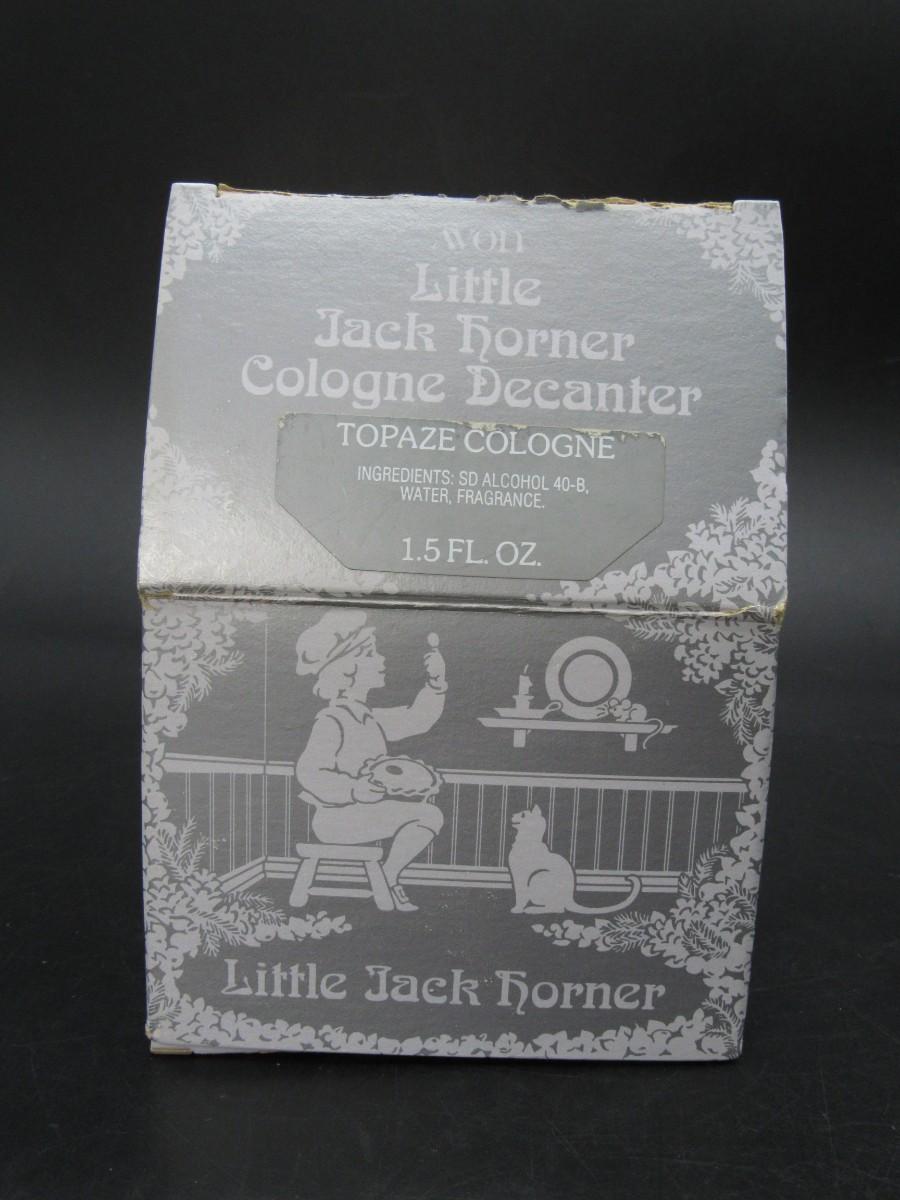 Avon
Little
Jack Horner
Cologne Decanter
TOPAZE COLOGNE
INGREDIENTS: SD ALCOHOL 40-B,
WATER, FRAGRANCE.
1.5 FL. OZ.
Little Jack Horner